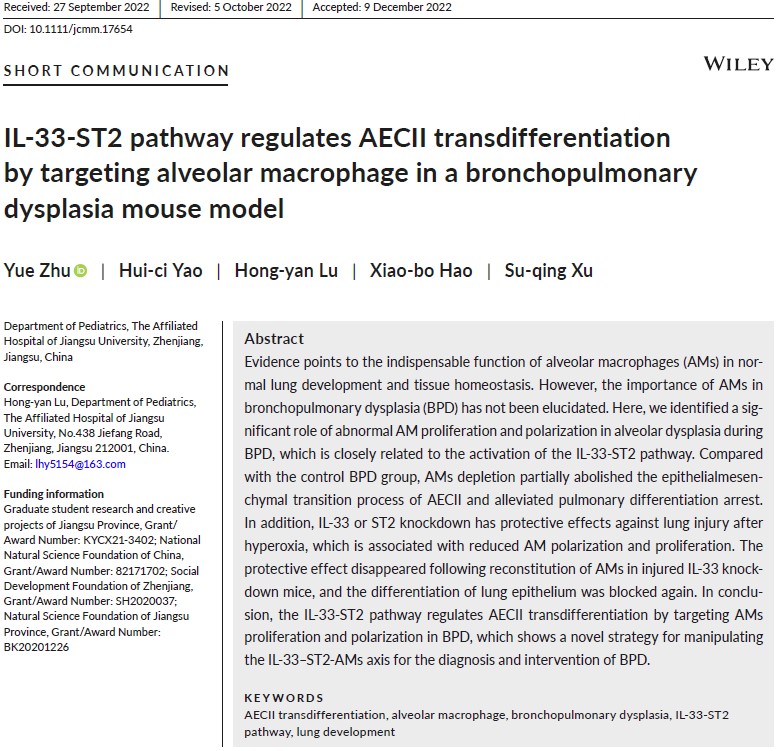 Received: 27 September 2022 | Revised: 5 October 2022 | Accepted: 9 December 2022
DOI: 10.1111/jcmm.17654
SHORT COMMUNICATION
WILEY
IL-33-ST2 pathway regulates AECII transdifferentiation
by targeting alveolar macrophage in a bronchopulmonary
dysplasia mouse model
Yue Zhu | Hui-ci Yao | Hong-yan Lu | Xiao-bo Hao | Su-qing Xu
Department of Pediatrics, The Affiliated
Hospital of Jiangsu University, Zhenjiang,
Jiangsu, China
Correspondence
Hong-yan Lu, Department of Pediatrics,
The Affiliated Hospital of Jiangsu
University, No.438 Jiefang Road,
Zhenjiang, Jiangsu 212001, China.
Email: lhy5154@163.com
Funding information
Graduate student research and creative
projects of Jiangsu Province, Grant/
Award Number: KYCX21-3402; National
Natural Science Foundation of China,
Grant/Award Number: 82171702; Social
Development Foundation of Zhenjiang,
Grant/Award Number: SH2020037;
Natural Science Foundation of Jiangsu
Province, Grant/Award Number:
BK20201226
Abstract
Evidence points to the indispensable function of alveolar macrophages (AMs) in nor-
mal lung development and tissue homeostasis. However, the importance of AMs in
bronchopulmonary dysplasia (BPD) has not been elucidated. Here, we identified a sig-
nificant role of abnormal AM proliferation and polarization in alveolar dysplasia during
BPD, which is closely related to the activation of the IL-33-ST2 pathway. Compared
with the control BPD group, AMs depletion partially abolished the epithelialmesen-
chymal transition process of AECII and alleviated pulmonary differentiation arrest.
In addition, IL-33 or ST2 knockdown has protective effects against lung injury after
hyperoxia, which is associated with reduced AM polarization and proliferation. The
protective effect disappeared following reconstitution of AMs in injured IL-33 knock-
down mice, and the differentiation of lung epithelium was blocked again. In conclu-
sion, the IL-33-ST2 pathway regulates AECII transdifferentiation by targeting AMs
proliferation and polarization in BPD, which shows a novel strategy for manipulating
the IL-33–ST2-AMs axis for the diagnosis and intervention of BPD.
KEYWORDS
AECII transdifferentiation, alveolar macrophage, bronchopulmonary dysplasia, IL-33-ST2
pathway, lung development